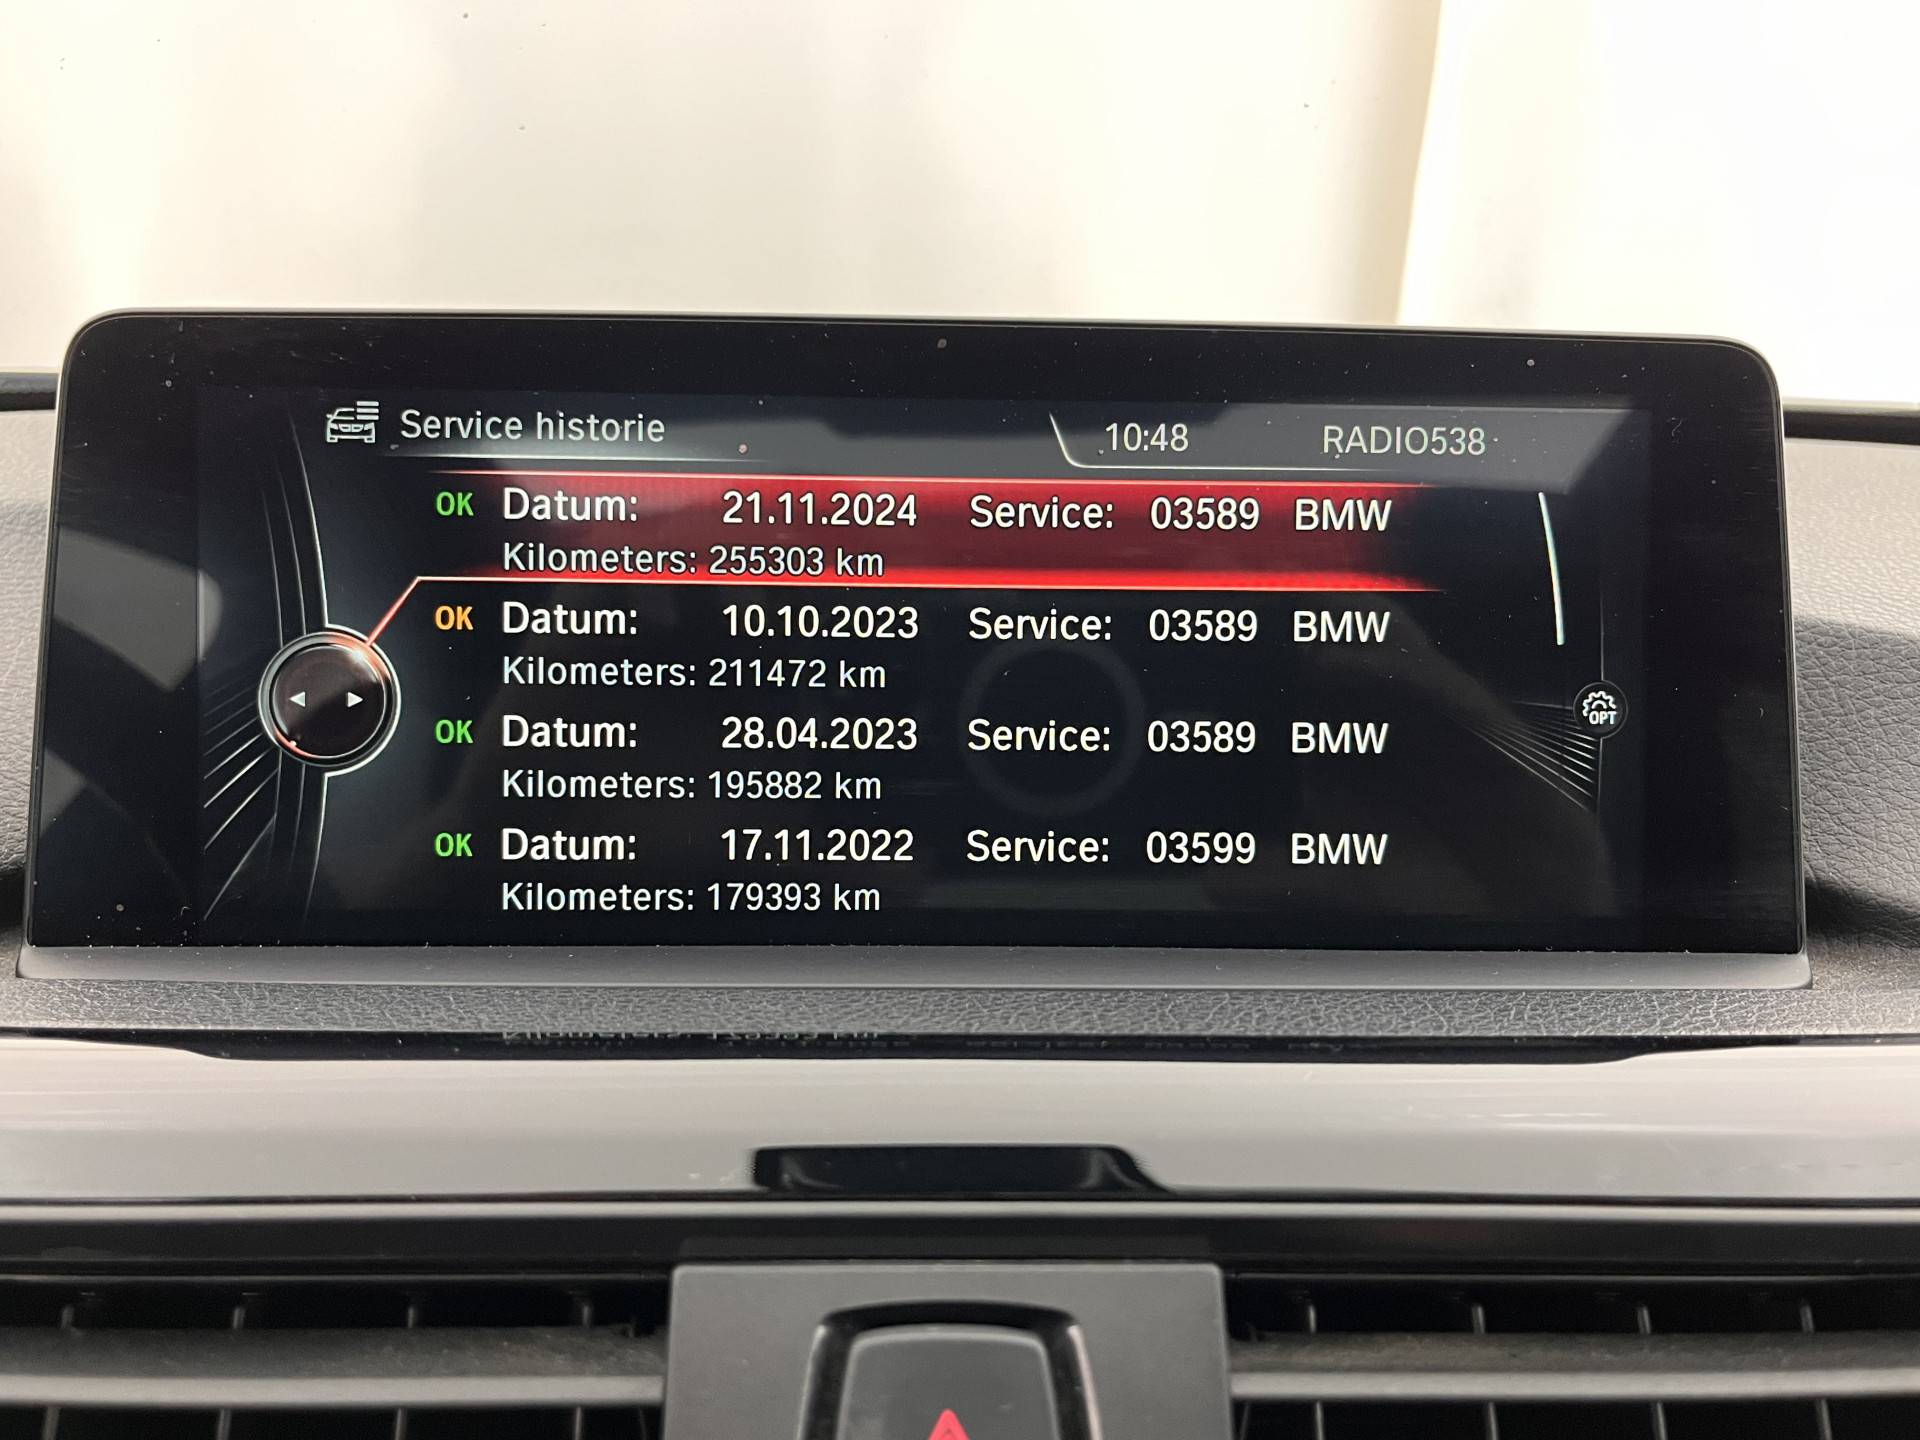 Service historie 10:48 RADIO538
OK Datum: 21.11.2024 Service: 03589 BMW
Kilometers: 255303 km
OK Datum: 10.10.2023 Service: 03589 BMW
Kilometers: 211472 km
OK Datum: 28.04.2023 Service: 03589 BMW
Kilometers: 195882 km
OK Datum: 17.11.2022 Service: 03599 BMW
Kilometers: 179393 km
OPT